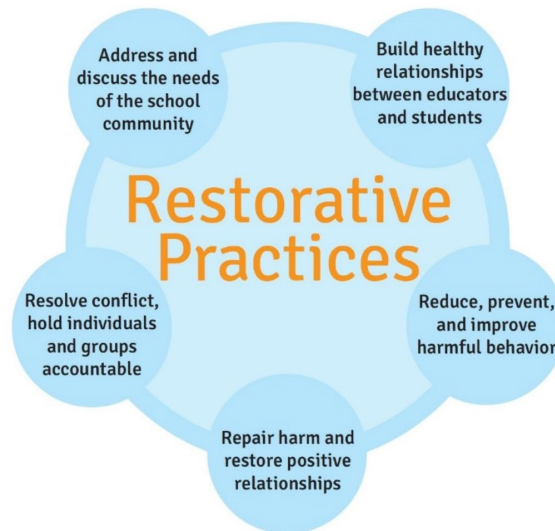 Address and
discuss the needs
of the school
community
Build healthy
relationships
between educators
and students
Restorative
Practices
Resolve conflict,
hold individuals
and groups
accountable
Reduce, prevent,
and improve
harmful behavior
Repair harm and
restore positive
relationships